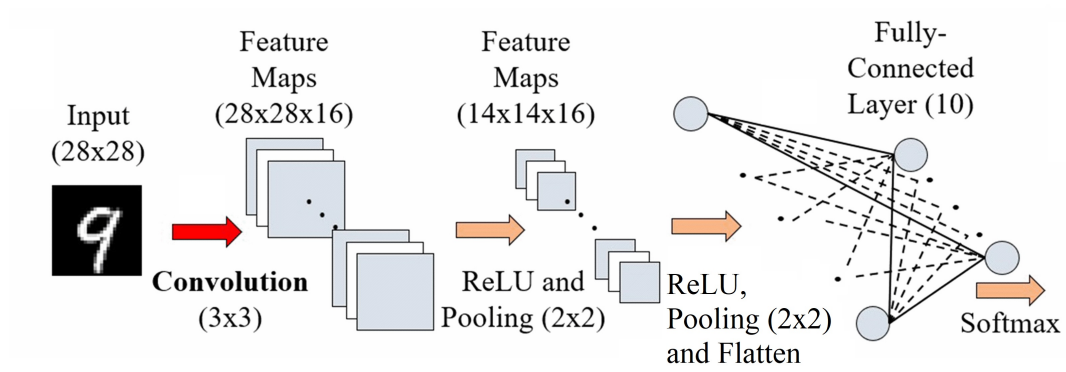 Input
(28x28)
Convolution
(3x3)
Feature
Maps
(28x28x16)
ReLU and
Pooling (2x2)
Feature
Maps
(14x14x16)
ReLU,
Pooling (2x2)
and Flatten
Fully-
Connected
Layer (10)
Softmax